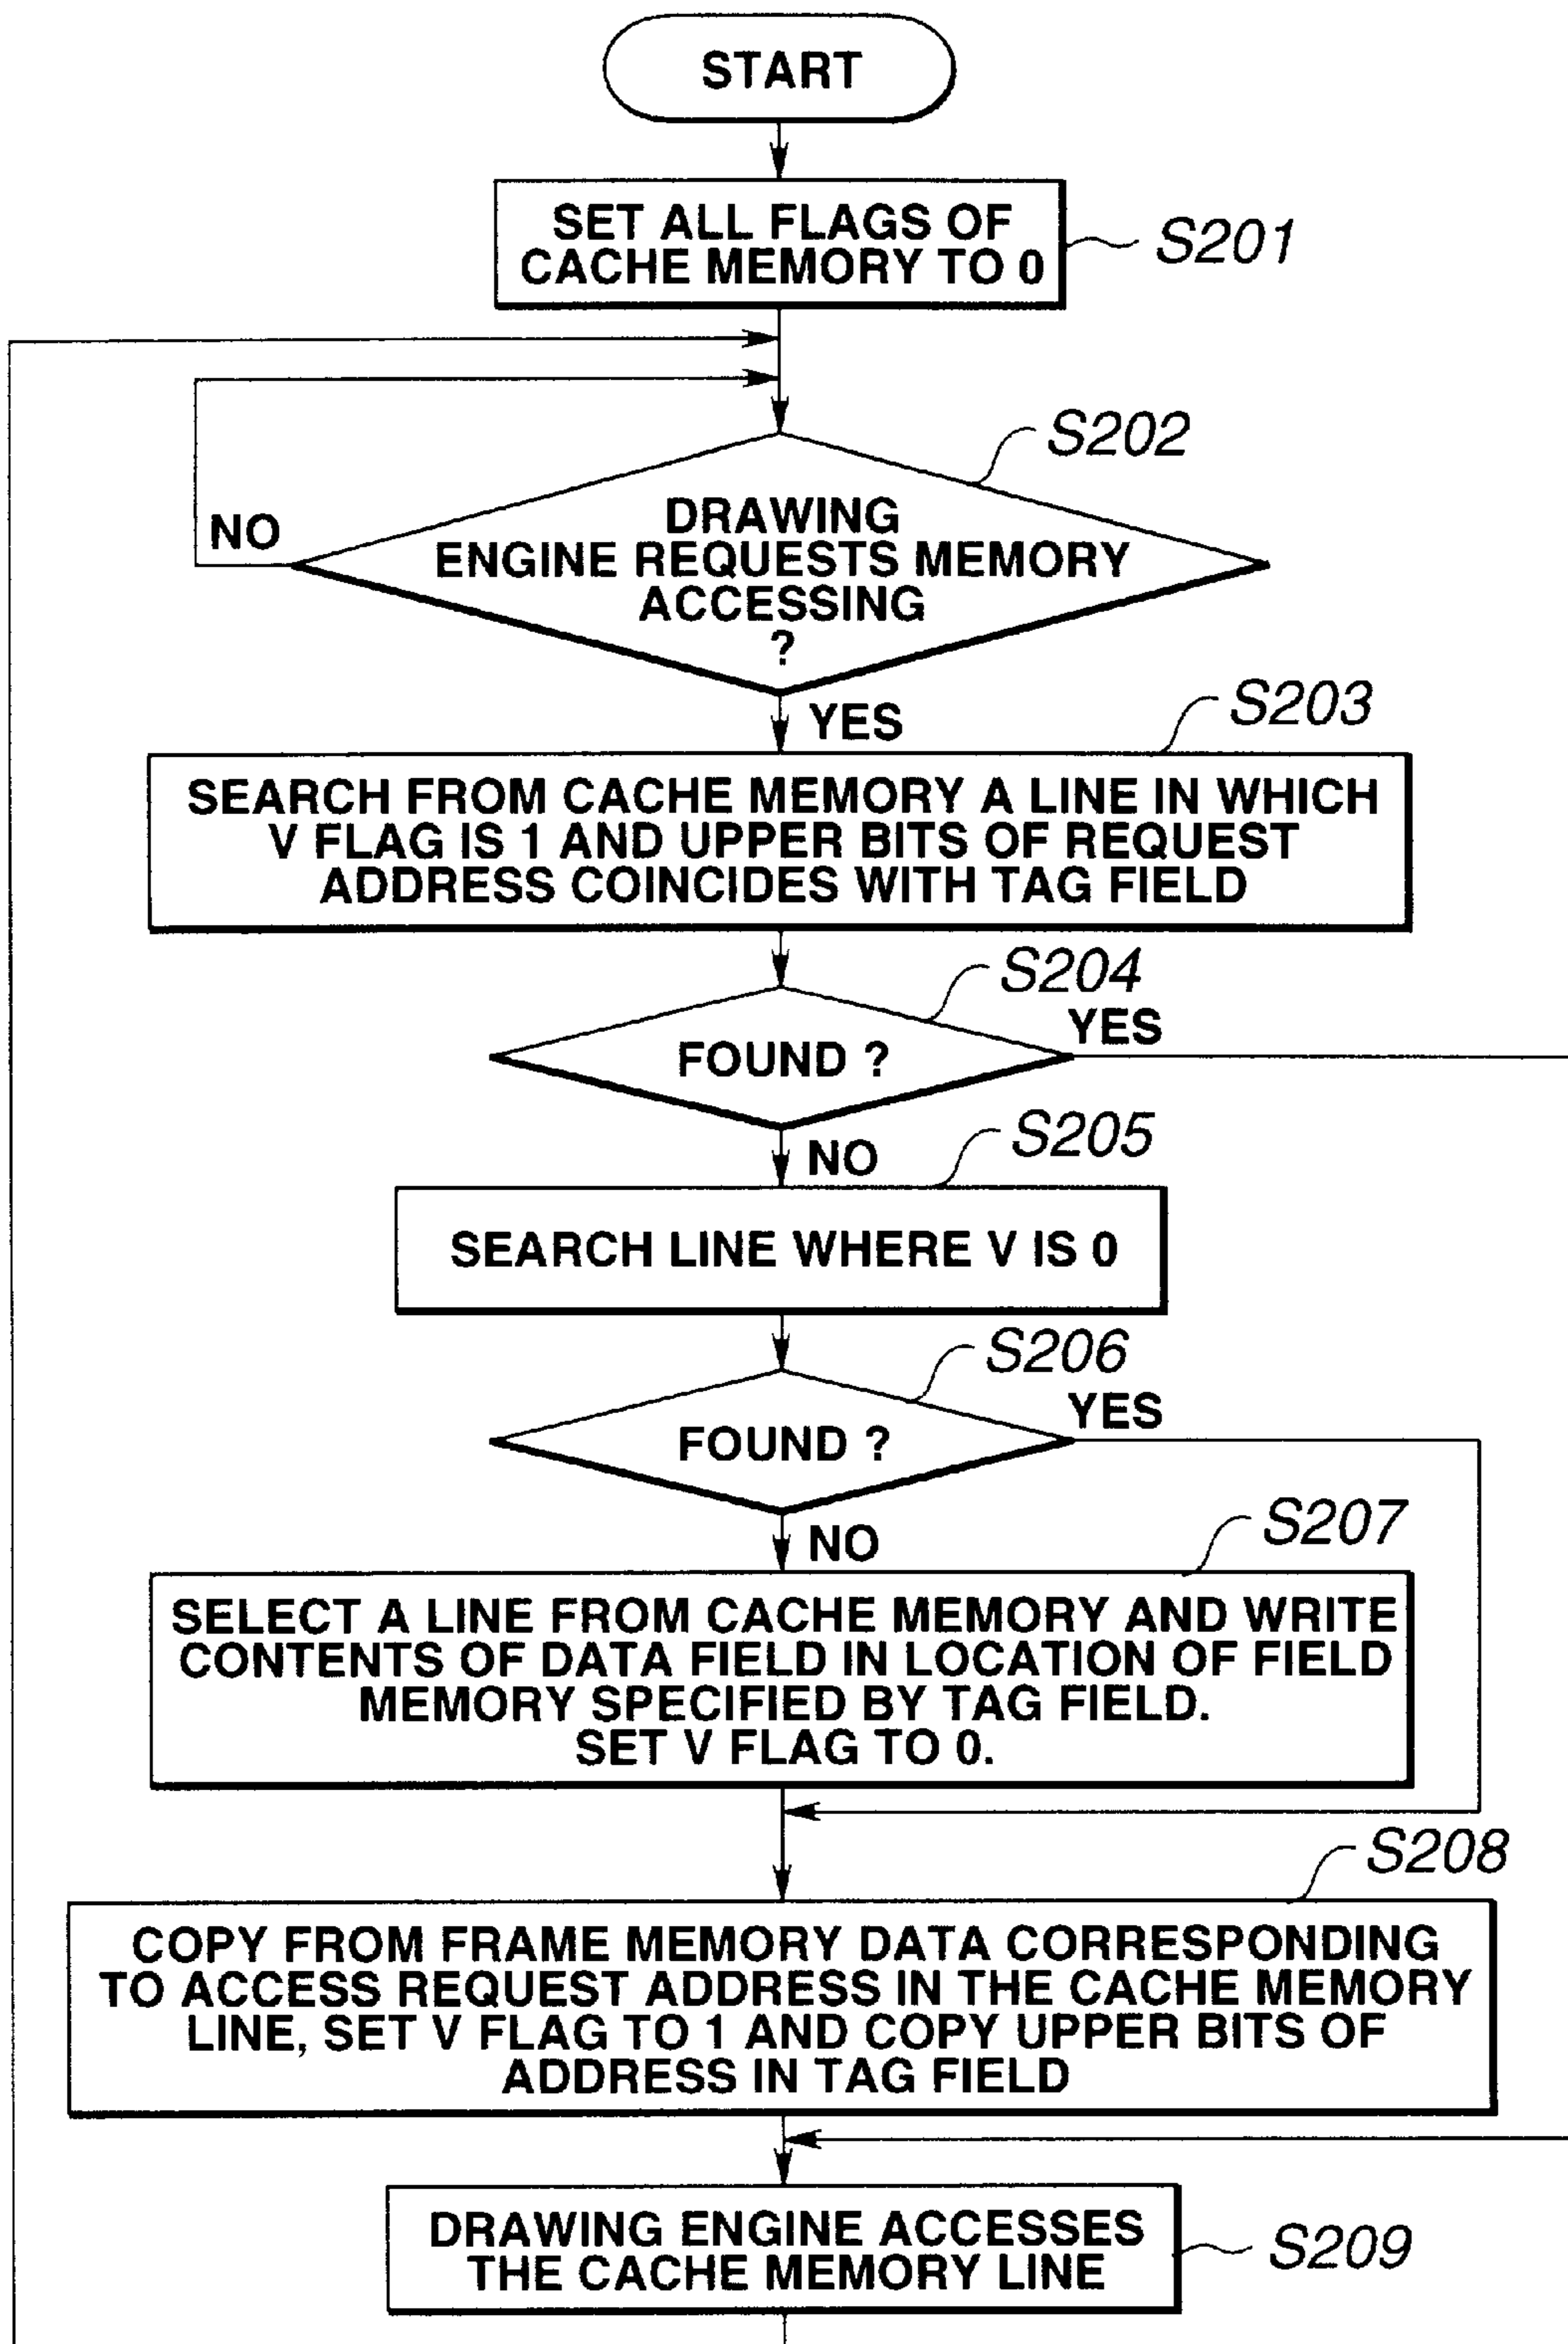 START
SET ALL FLAGS OF
CACHE MEMORY TO 0
S201
S202
NO
DRAWING
ENGINE REQUESTS MEMORY
ACCESSING
?
YES
S203
SEARCH FROM CACHE MEMORY A LINE IN WHICH
V FLAG IS 1 AND UPPER BITS OF REQUEST
ADDRESS COINCIDES WITH TAG FIELD
S204
YES
FOUND ?
NO
S205
SEARCH LINE WHERE V IS 0
S206
YES
FOUND ?
NO
S207
SELECT A LINE FROM CACHE MEMORY AND WRITE
CONTENTS OF DATA FIELD IN LOCATION OF FIELD
MEMORY SPECIFIED BY TAG FIELD.
SET V FLAG TO 0.
S208
COPY FROM FRAME MEMORY DATA CORRESPONDING
TO ACCESS REQUEST ADDRESS IN THE CACHE MEMORY
LINE, SET V FLAG TO 1 AND COPY UPPER BITS OF
ADDRESS IN TAG FIELD
DRAWING ENGINE ACCESSES
THE CACHE MEMORY LINE
S209